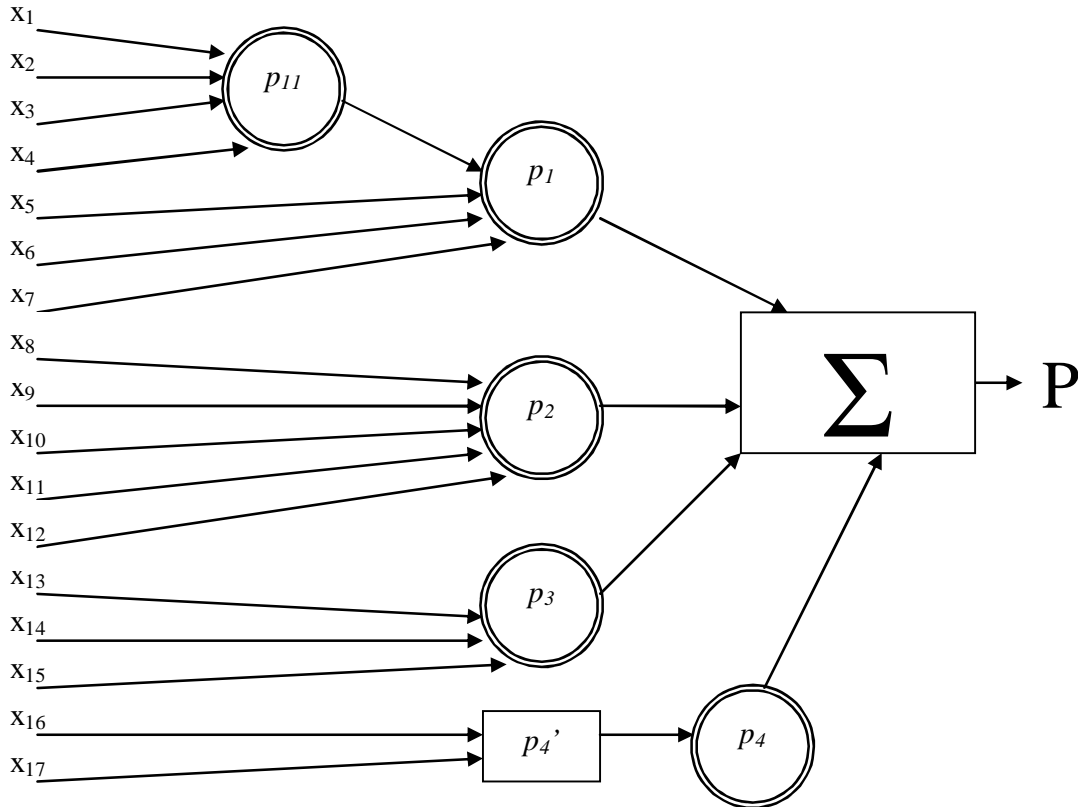 x₁
x₂
x₃
x₄
x₅
x₆
x₇
x₈
x₉
x₁₀
x₁₁
x₁₂
x₁₃
x₁₄
x₁₅
x₁₆
x₁₇
p₁₁
p₁
p₂
p₃
p₄’
p₄
Σ
P